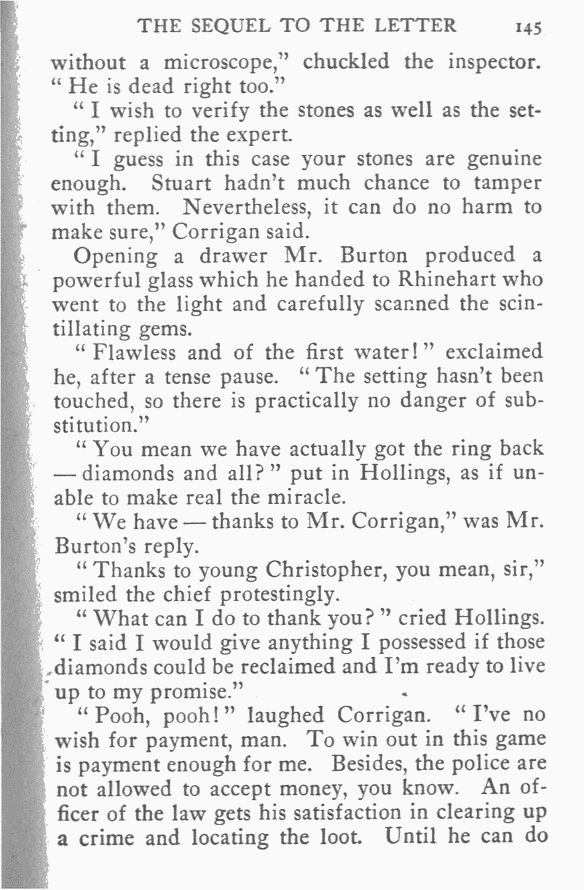 THE SEQUEL TO THE LETTER 145
without a microscope,” chuckled the inspector.
“ He is dead right too.”
“ I wish to verify the stones as well as the set-
ting,” replied the expert.
“ I guess in this case your stones are genuine
enough. Stuart hadn’t much chance to tamper
with them. Nevertheless, it can do no harm to
make sure,” Corrigan said.
Opening a drawer Mr. Burton produced a
powerful glass which he handed to Rhinehart who
went to the light and carefully scanned the scin-
tillating gems.
“ Flawless and of the first water! ” exclaimed
he, after a tense pause. “ The setting hasn’t been
touched, so there is practically no danger of sub-
stitution.”
“ You mean we have actually got the ring back
— diamonds and all? ” put in Hollings, as if un-
able to make real the miracle.
“ We have — thanks to Mr. Corrigan,” was Mr.
Burton’s reply.
“ Thanks to young Christopher, you mean, sir,”
smiled the chief protestingly.
“ What can I do to thank you? ” cried Hollings.
“ I said I would give anything I possessed if those
diamonds could be reclaimed and I’m ready to live
up to my promise.”
“ Pooh, pooh! ” laughed Corrigan. “ I’ve no
wish for payment, man. To win out in this game
is payment enough for me. Besides, the police are
not allowed to accept money, you know. An of-
ficer of the law gets his satisfaction in clearing up
a crime and locating the loot. Until he can do